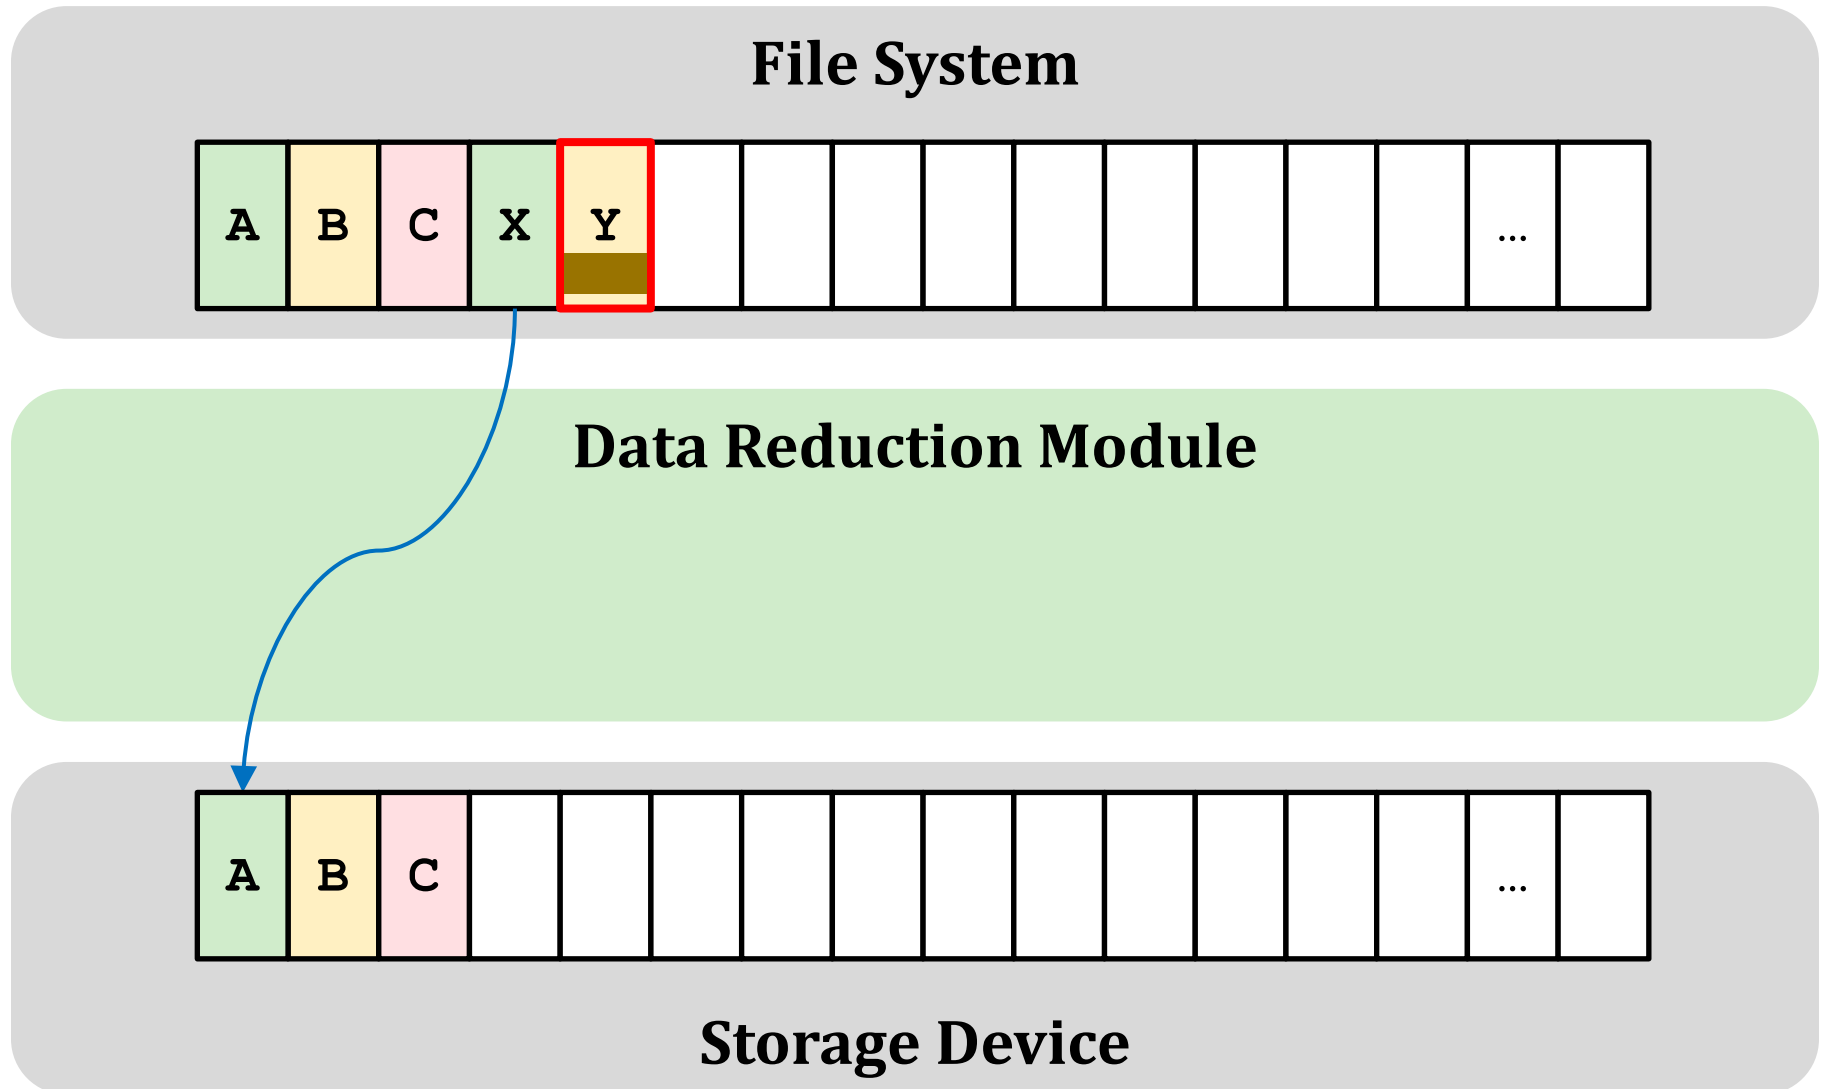 File System
A B C X Y ...
Data Reduction Module
A B C ...
Storage Device